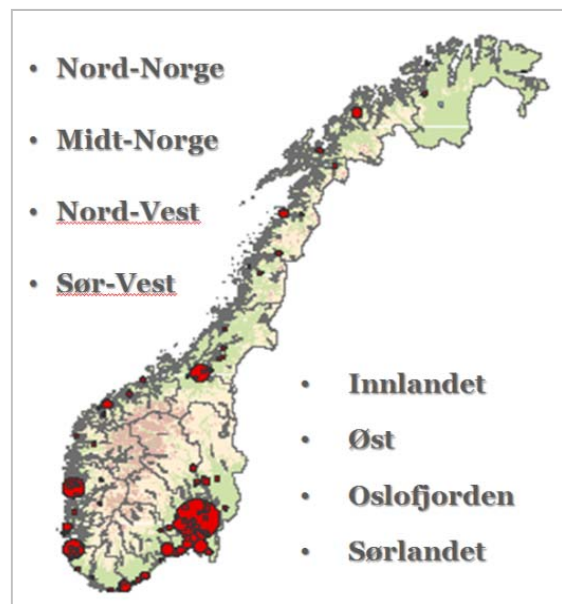 • Nord-Norge
• Midt-Norge
• Nord-Vest
• Sør-Vest
• Innlandet
• Øst
• Oslofjorden
• Sørlandet